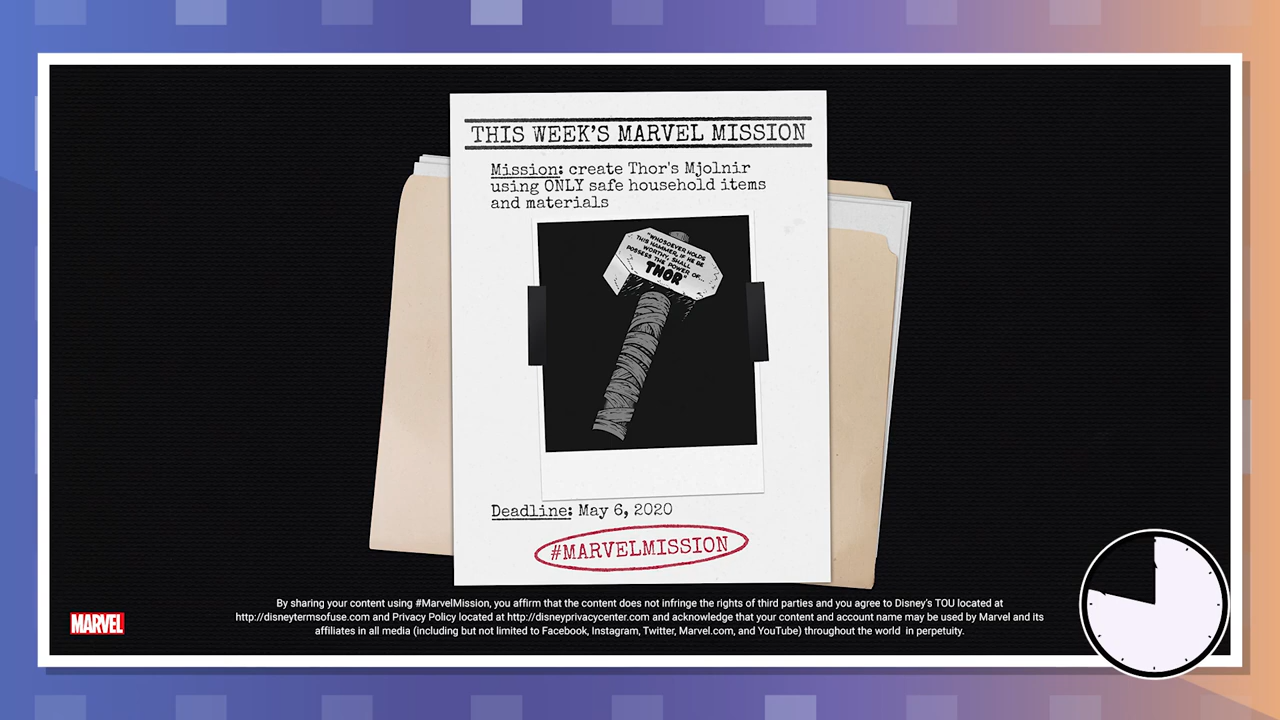 THIS WEEK'S MARVEL MISSION
Mission: create Thor's Mjolnir
using ONLY safe household items
and materials
"WHOSOEVER HOLDS
THIS HAMMER, IF HE BE
WORTHY, SHALL
POSSESS THE POWER OF...
THOR"
Deadline: May 6, 2020
#MARVELMISSION
By sharing your content using #MarvelMission, you affirm that the content does not infringe the rights of third parties and you agree to Disney's TOU located at
http://disneytermsofuse.com and Privacy Policy located at http://disneyprivacycenter.com and acknowledge that your content and account name may be used by Marvel and its
affiliates in all media (including but not limited to Facebook, Instagram, Twitter, Marvel.com, and YouTube) throughout the world in perpetuity.
MARVEL